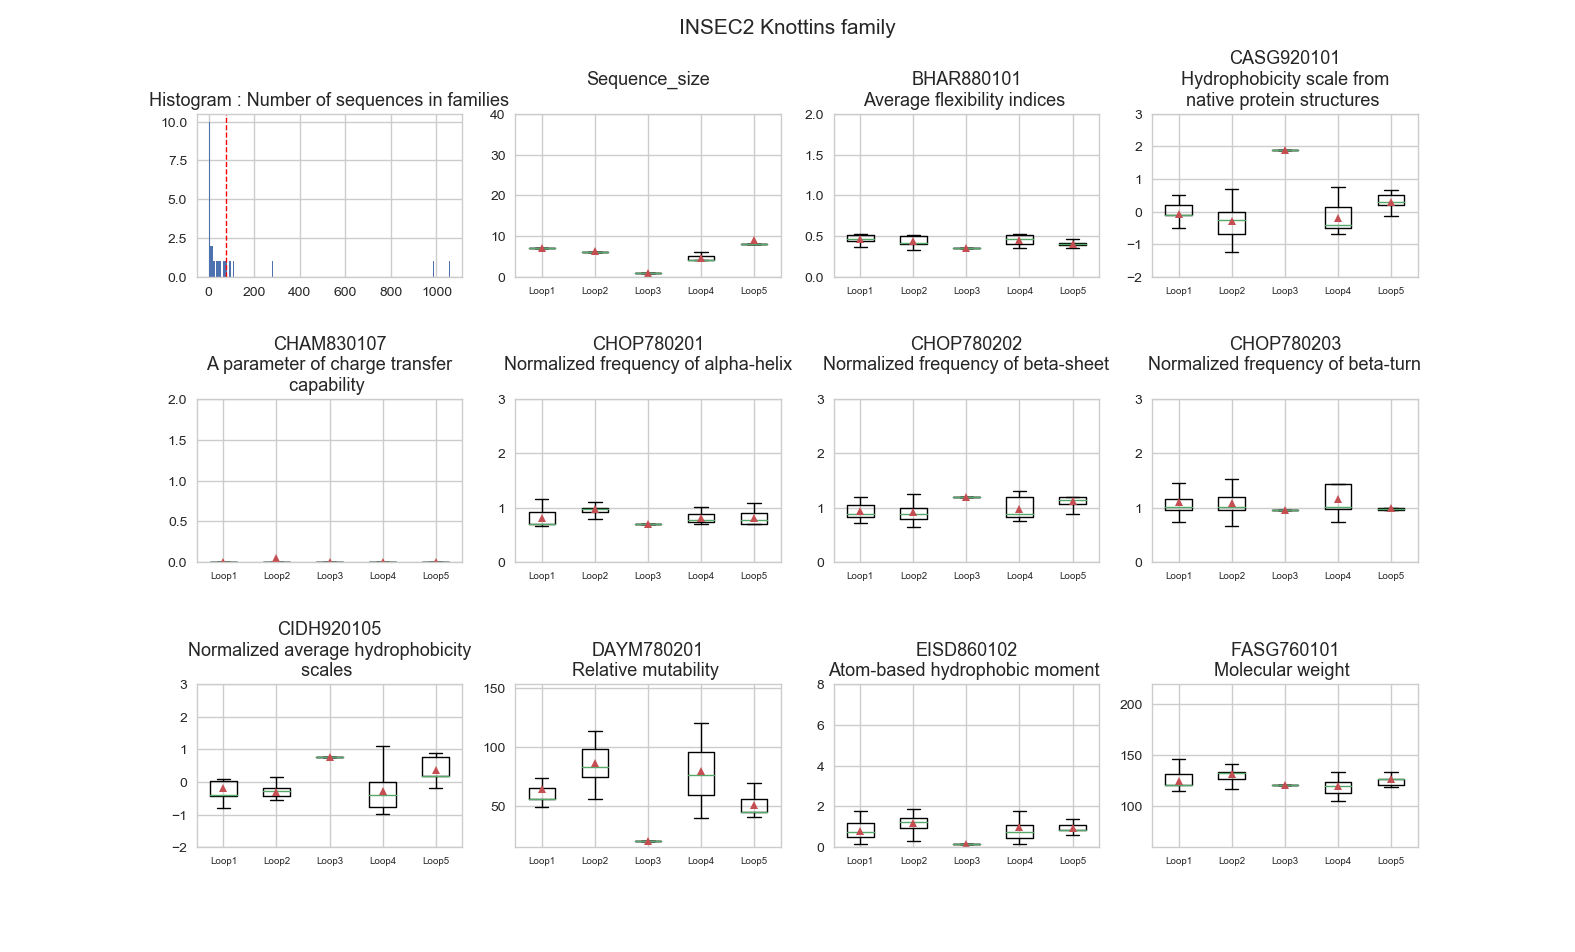 INSEC2 Knottins family
Histogram : Number of sequences in families
10.0
7.5
5.0
2.5
0.0
0 200 400 600 800 1000
Sequence_size
40
30
20
10
0
Loop1 Loop2 Loop3 Loop4 Loop5
BHAR880101
Average flexibility indices
2.0
1.5
1.0
0.5
0.0
Loop1 Loop2 Loop3 Loop4 Loop5
CASG920101
Hydrophobicity scale from
native protein structures
3
2
1
0
−1
−2
Loop1 Loop2 Loop3 Loop4 Loop5
CHAM830107
A parameter of charge transfer
capability
2.0
1.5
1.0
0.5
0.0
Loop1 Loop2 Loop3 Loop4 Loop5
CHOP780201
Normalized frequency of alpha-helix
3
2
1
0
Loop1 Loop2 Loop3 Loop4 Loop5
CHOP780202
Normalized frequency of beta-sheet
3
2
1
0
Loop1 Loop2 Loop3 Loop4 Loop5
CHOP780203
Normalized frequency of beta-turn
3
2
1
0
Loop1 Loop2 Loop3 Loop4 Loop5
CIDH920105
Normalized average hydrophobicity
scales
3
2
1
0
−1
−2
Loop1 Loop2 Loop3 Loop4 Loop5
DAYM780201
Relative mutability
150
100
50
Loop1 Loop2 Loop3 Loop4 Loop5
EISD860102
Atom-based hydrophobic moment
8
6
4
2
0
Loop1 Loop2 Loop3 Loop4 Loop5
FASG760101
Molecular weight
200
150
100
Loop1 Loop2 Loop3 Loop4 Loop5